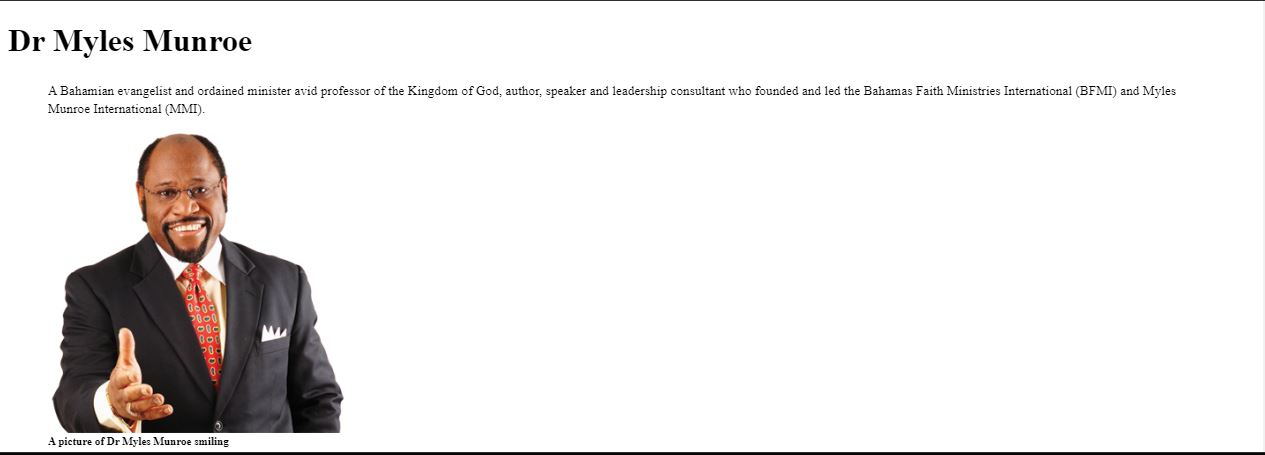 Dr Myles Munroe
A Bahamian evangelist and ordained minister avid professor of the Kingdom of God, author, speaker and leadership consultant who founded and led the Bahamas Faith Ministries International (BFMI) and Myles
Munroe International (MMI).
A picture of Dr Myles Munroe smiling